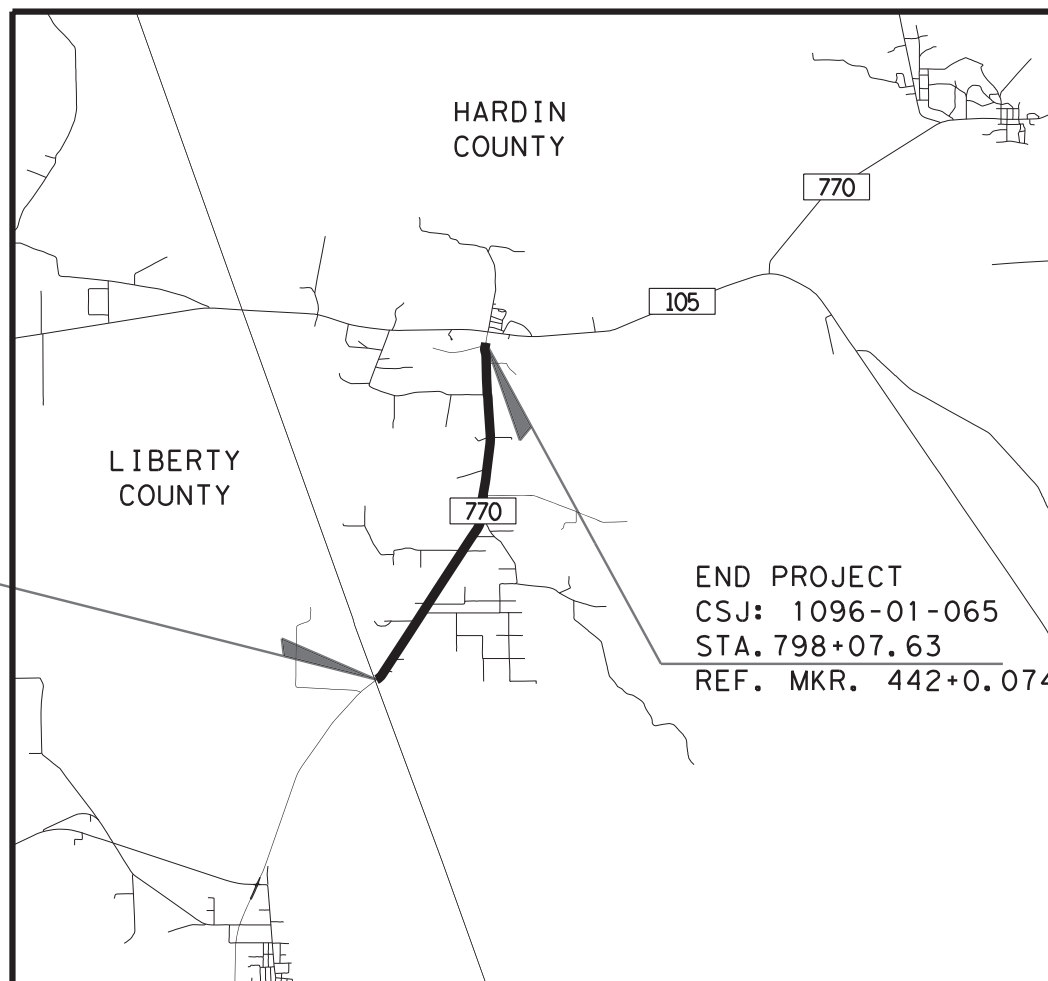 HARDIN
COUNTY
770
105
LIBERTY
COUNTY
770
END PROJECT
CSJ: 1096-01-065
STA. 798+07.63
REF. MKR. 442+0.074